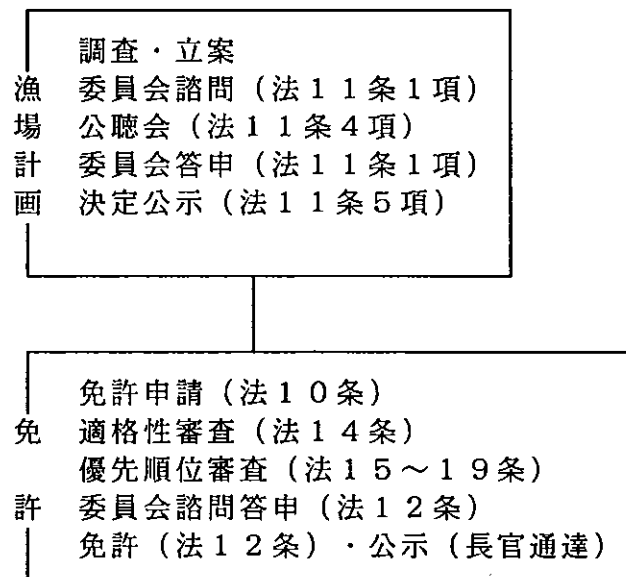 漁場計画
調査・立案
委員会諮問（法１１条１項）
公聴会（法１１条４項）
委員会答申（法１１条１項）
決定公示（法１１条５項）
免許
免許申請（法１０条）
適格性審査（法１４条）
優先順位審査（法１５～１９条）
委員会諮問答申（法１２条）
免許（法１２条）・公示（長官通達）